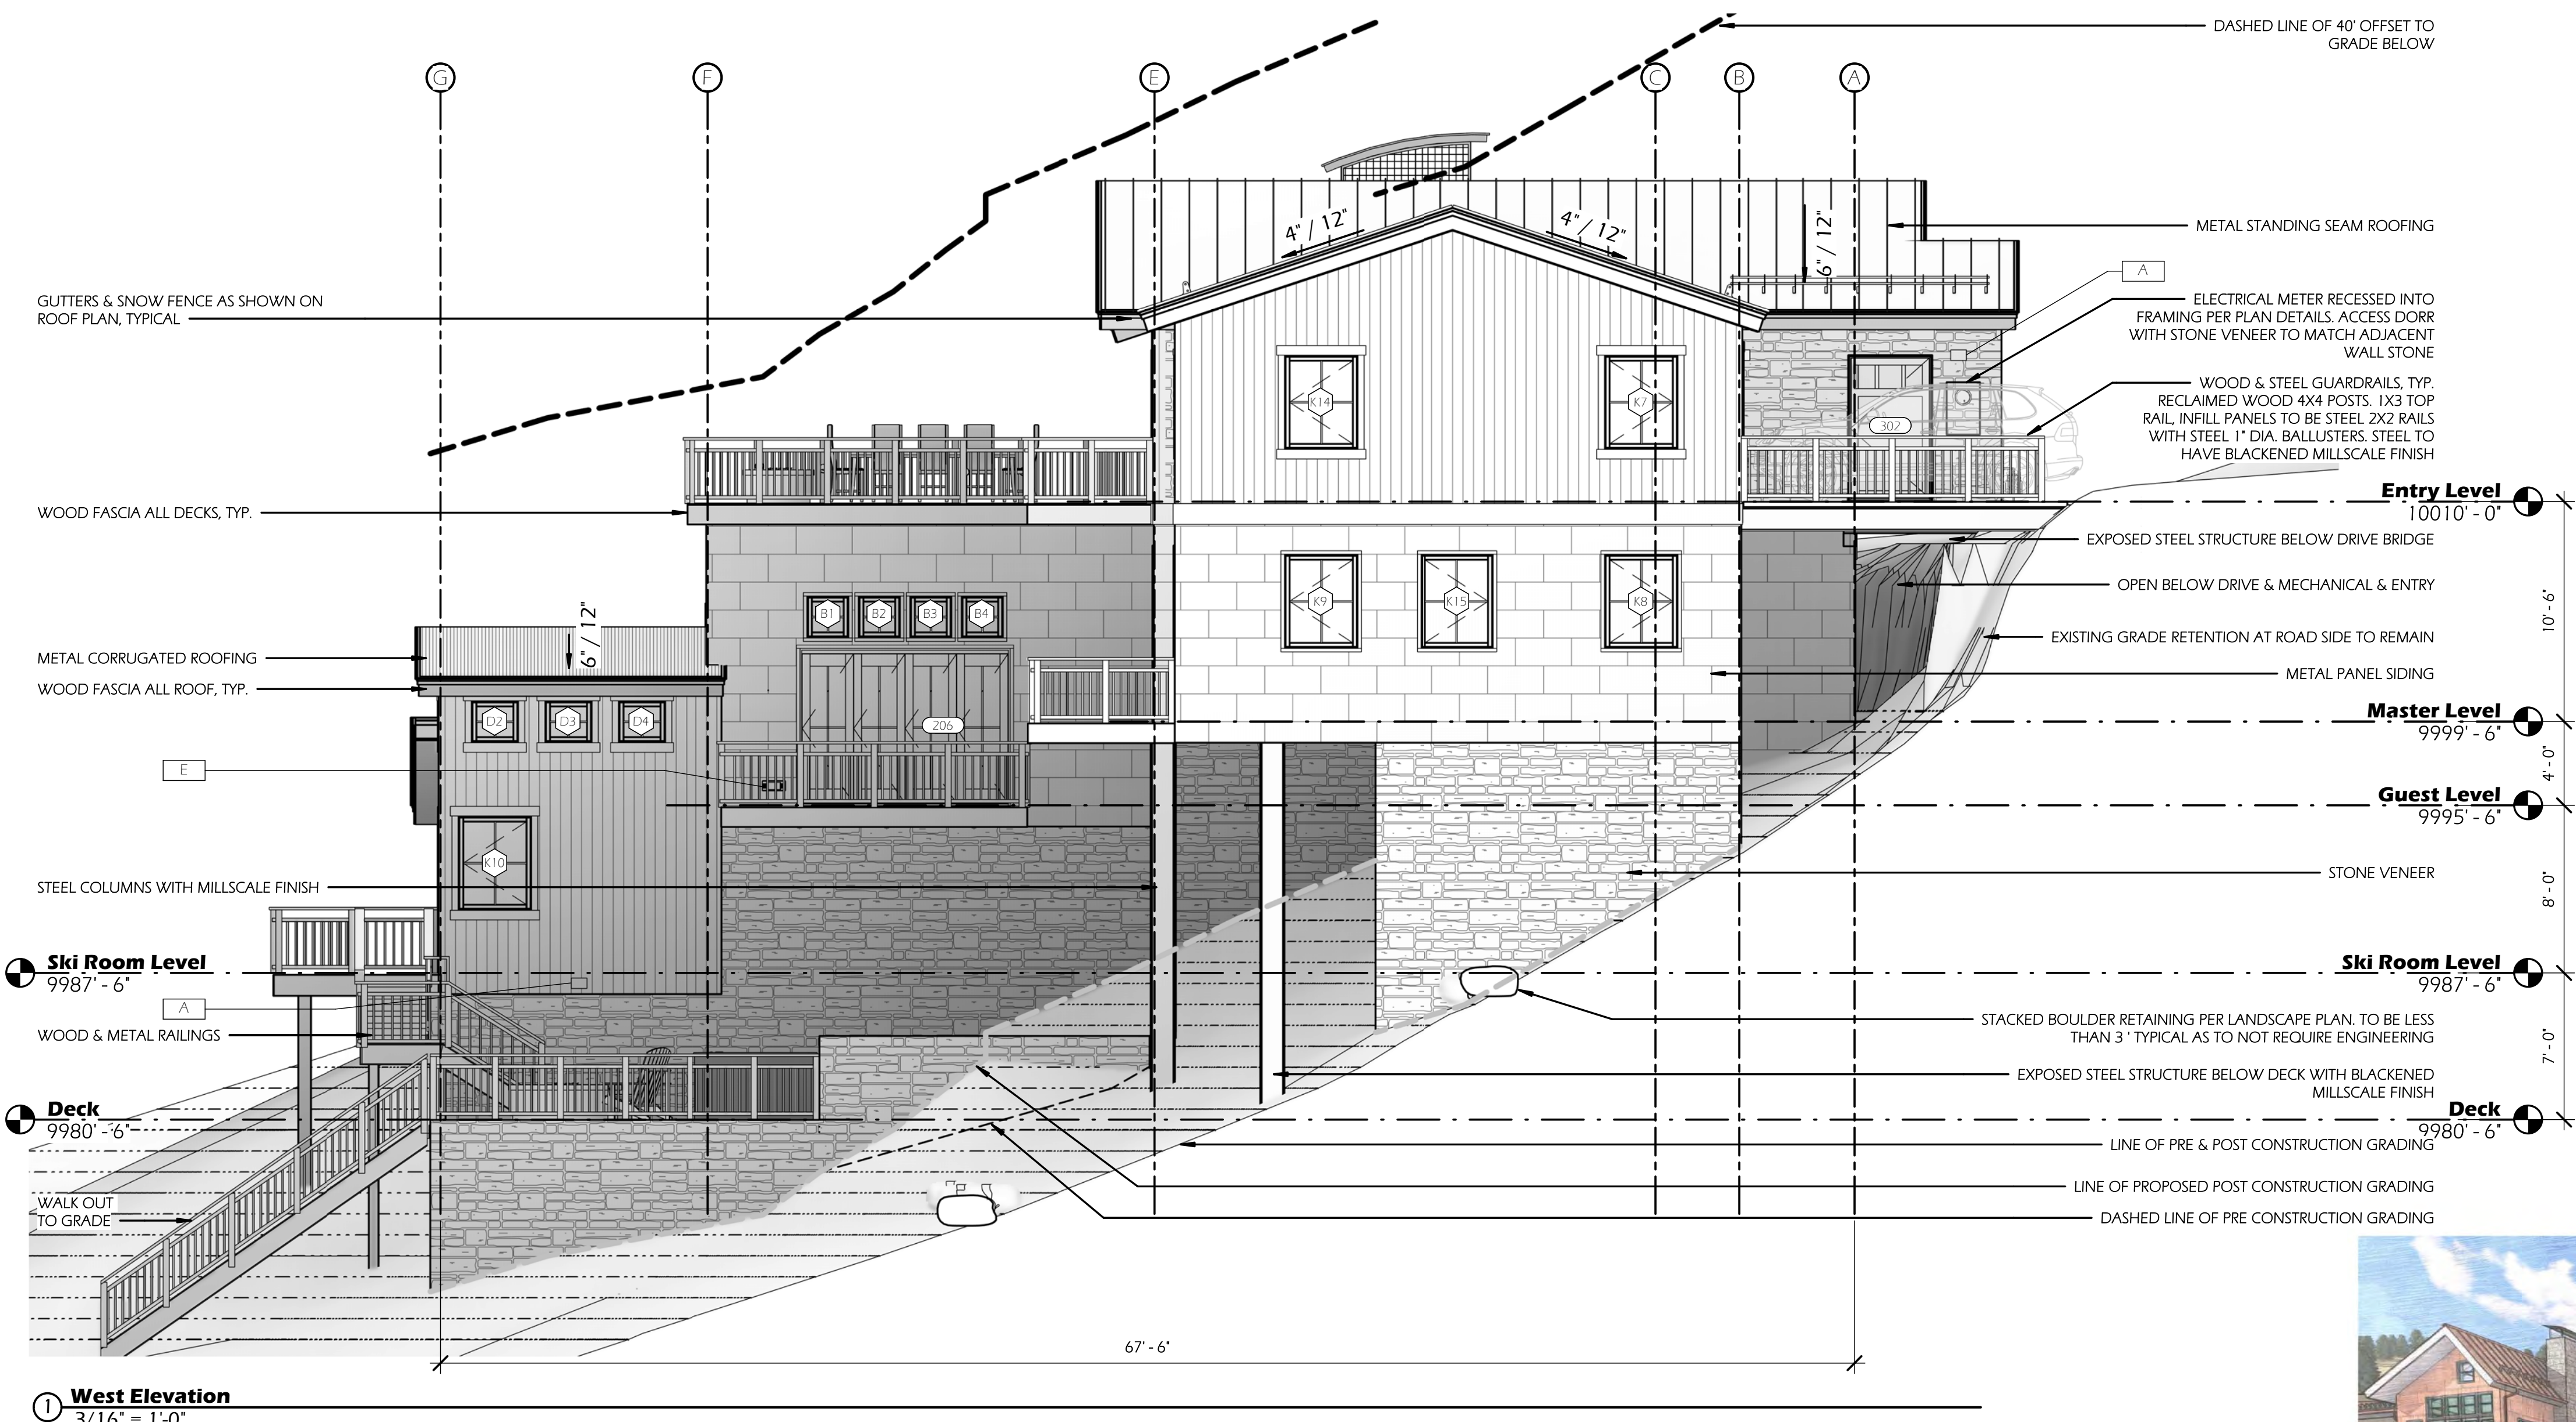 DASHED LINE OF 40' OFFSET TO
GRADE BELOW
G
F
E
C
B
A
4" / 12"
4" / 12"
6" / 12"
METAL STANDING SEAM ROOFING
A
GUTTERS & SNOW FENCE AS SHOWN ON
ROOF PLAN, TYPICAL
ELECTRICAL METER RECESSED INTO
FRAMING PER PLAN DETAILS. ACCESS DORR
WITH STONE VENEER TO MATCH ADJACENT
WALL STONE
K14
K7
302
WOOD & STEEL GUARDRAILS, TYP.
RECLAIMED WOOD 4X4 POSTS. 1X3 TOP
RAIL, INFILL PANELS TO BE STEEL 2X2 RAILS
WITH STEEL 1" DIA. BALLUSTERS. STEEL TO
HAVE BLACKENED MILLSCALE FINISH
WOOD FASCIA ALL DECKS, TYP.
Entry Level
10010' - 0"
EXPOSED STEEL STRUCTURE BELOW DRIVE BRIDGE
OPEN BELOW DRIVE & MECHANICAL & ENTRY
10' - 6"
B1
B2
B3
B4
K9
K15
K8
6" / 12"
EXISTING GRADE RETENTION AT ROAD SIDE TO REMAIN
METAL CORRUGATED ROOFING
METAL PANEL SIDING
WOOD FASCIA ALL ROOF, TYP.
D2
D3
D4
206
Master Level
9999' - 6"
4' - 0"
E
Guest Level
9995' - 6"
K10
STEEL COLUMNS WITH MILLSCALE FINISH
STONE VENEER
8' - 0"
Ski Room Level
9987' - 6"
Ski Room Level
9987' - 6"
A
WOOD & METAL RAILINGS
STACKED BOULDER RETAINING PER LANDSCAPE PLAN. TO BE LESS
THAN 3 ' TYPICAL AS TO NOT REQUIRE ENGINEERING
7' - 0"
EXPOSED STEEL STRUCTURE BELOW DECK WITH BLACKENED
MILLSCALE FINISH
Deck
9980' - 6"
Deck
9980' - 6"
LINE OF PRE & POST CONSTRUCTION GRADING
LINE OF PROPOSED POST CONSTRUCTION GRADING
WALK OUT
TO GRADE
DASHED LINE OF PRE CONSTRUCTION GRADING
67' - 6"
1
West Elevation
3/16" = 1'-0"